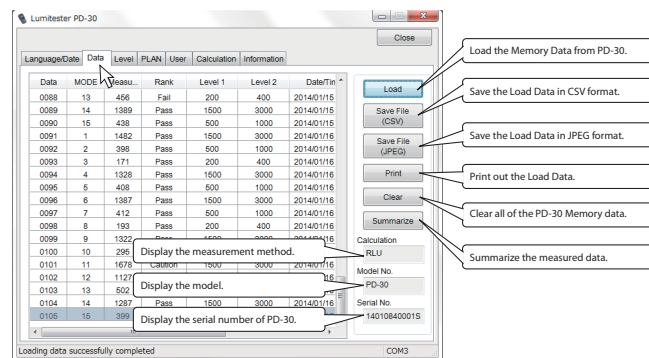 Lumitester PD-30
Close
Language/Date Data Level PLAN User Calculation Information
Data MODE Measu... Rank Level 1 Level 2 Date/Tim
0088 13 456 Fail 200 400 2014/01/15
0089 14 1389 Pass 1500 3000 2014/01/15
0090 15 438 Pass 500 1000 2014/01/15
0091 1 1482 Pass 1500 3000 2014/01/16
0092 2 398 Pass 500 1000 2014/01/16
0093 3 171 Pass 200 400 2014/01/16
0094 4 1328 Pass 1500 3000 2014/01/16
0095 5 408 Pass 500 1000 2014/01/16
0096 6 1387 Pass 1500 3000 2014/01/16
0097 7 412 Pass 500 1000 2014/01/16
0098 8 193 Pass 200 400 2014/01/16
0099 9 1322 Pass 1500 3000 2014/01/16
0100 10 295
0101 11 1678 Caution 1500 3000 2014/01/16
0102 12 1127
0103 13 502
0104 14 1287 Pass 1500 3000 2014/01/16
0105 15 399
Display the measurement method.
Display the model.
Display the serial number of PD-30.
Load
Save File
(CSV)
Save File
(JPEG)
Print
Clear
Summarize
Calculation
RLU
Model No.
PD-30
Serial No.
14010840001S
Loading data successfully completed COM3
Load the Memory Data from PD-30.
Save the Load Data in CSV format.
Save the Load Data in JPEG format.
Print out the Load Data.
Clear all of the PD-30 Memory data.
Summarize the measured data.